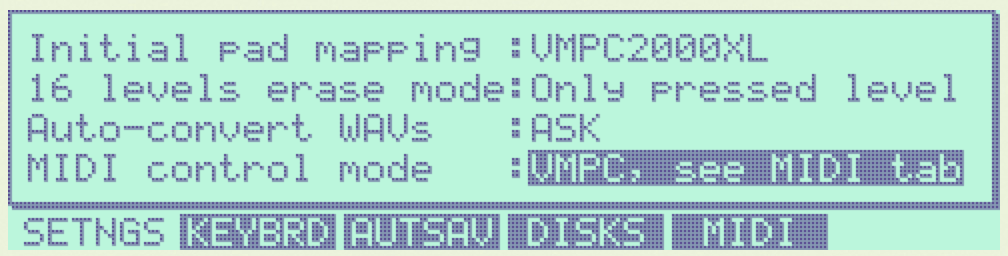 Initial pad mapping :VMPC2000XL
16 levels erase mode:Only pressed level
Auto-convert WAVs :ASK
MIDI control mode :VMPC, see MIDI tab
SETNGS KEYBRD AUTSAV DISKS MIDI